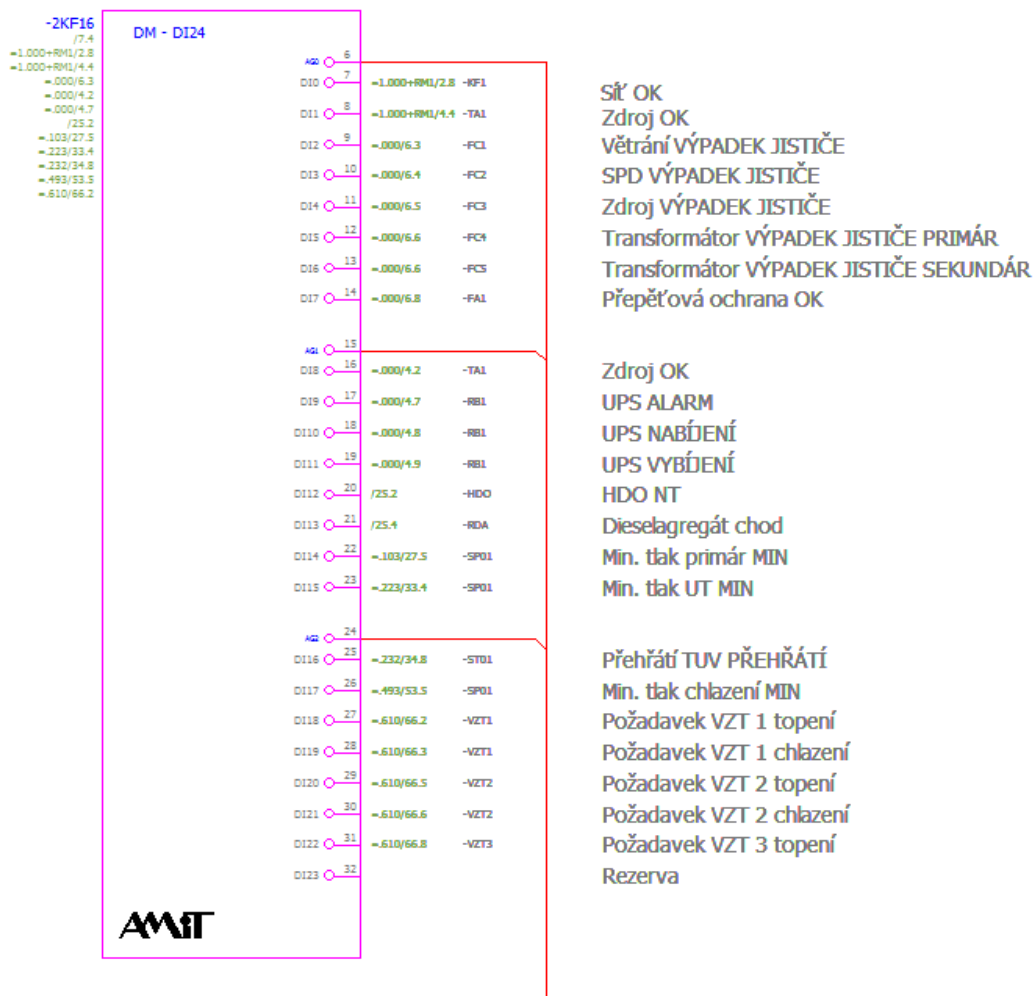 -2KF16
/7.4
=1.000+RM1/2.8
=1.000+RM1/4.4
=.000/6.3
=.000/4.2
=.000/4.7
/25.2
=.103/27.5
=.223/33.4
=.232/34.8
=.493/53.5
=.610/66.2
DM - DI24
AG0 6
DI0 7 =1.000+RM1/2.8 -KF1 Síť OK
DI1 8 =1.000+RM1/4.4 -TA1 Zdroj OK
DI2 9 =.000/6.3 -FC1 Větrání VÝPADEK JISTIČE
DI3 10 =.000/6.4 -FC2 SPD VÝPADEK JISTIČE
DI4 11 =.000/6.5 -FC3 Zdroj VÝPADEK JISTIČE
DI5 12 =.000/6.6 -FC4 Transformátor VÝPADEK JISTIČE PRIMÁR
DI6 13 =.000/6.6 -FC5 Transformátor VÝPADEK JISTIČE SEKUNDÁR
DI7 14 =.000/6.8 -FA1 Přepěťová ochrana OK
AG1 15
DI8 16 =.000/4.2 -TA1 Zdroj OK
DI9 17 =.000/4.7 -RB1 UPS ALARM
DI10 18 =.000/4.8 -RB1 UPS NABÍJENÍ
DI11 19 =.000/4.9 -RB1 UPS VYBÍJENÍ
DI12 20 /25.2 -HDO HDO NT
DI13 21 /25.4 -RDA Dieselagregát chod
DI14 22 =.103/27.5 -SP01 Min. tlak primár MIN
DI15 23 =.223/33.4 -SP01 Min. tlak UT MIN
AG2 24
DI16 25 =.232/34.8 -ST01 Přehřátí TUV PŘEHŘÁTÍ
DI17 26 =.493/53.5 -SP01 Min. tlak chlazení MIN
DI18 27 =.610/66.2 -VZT1 Požadavek VZT 1 topení
DI19 28 =.610/66.3 -VZT1 Požadavek VZT 1 chlazení
DI20 29 =.610/66.5 -VZT2 Požadavek VZT 2 topení
DI21 30 =.610/66.6 -VZT2 Požadavek VZT 2 chlazení
DI22 31 =.610/66.8 -VZT3 Požadavek VZT 3 topení
DI23 32 Rezerva
AMiT